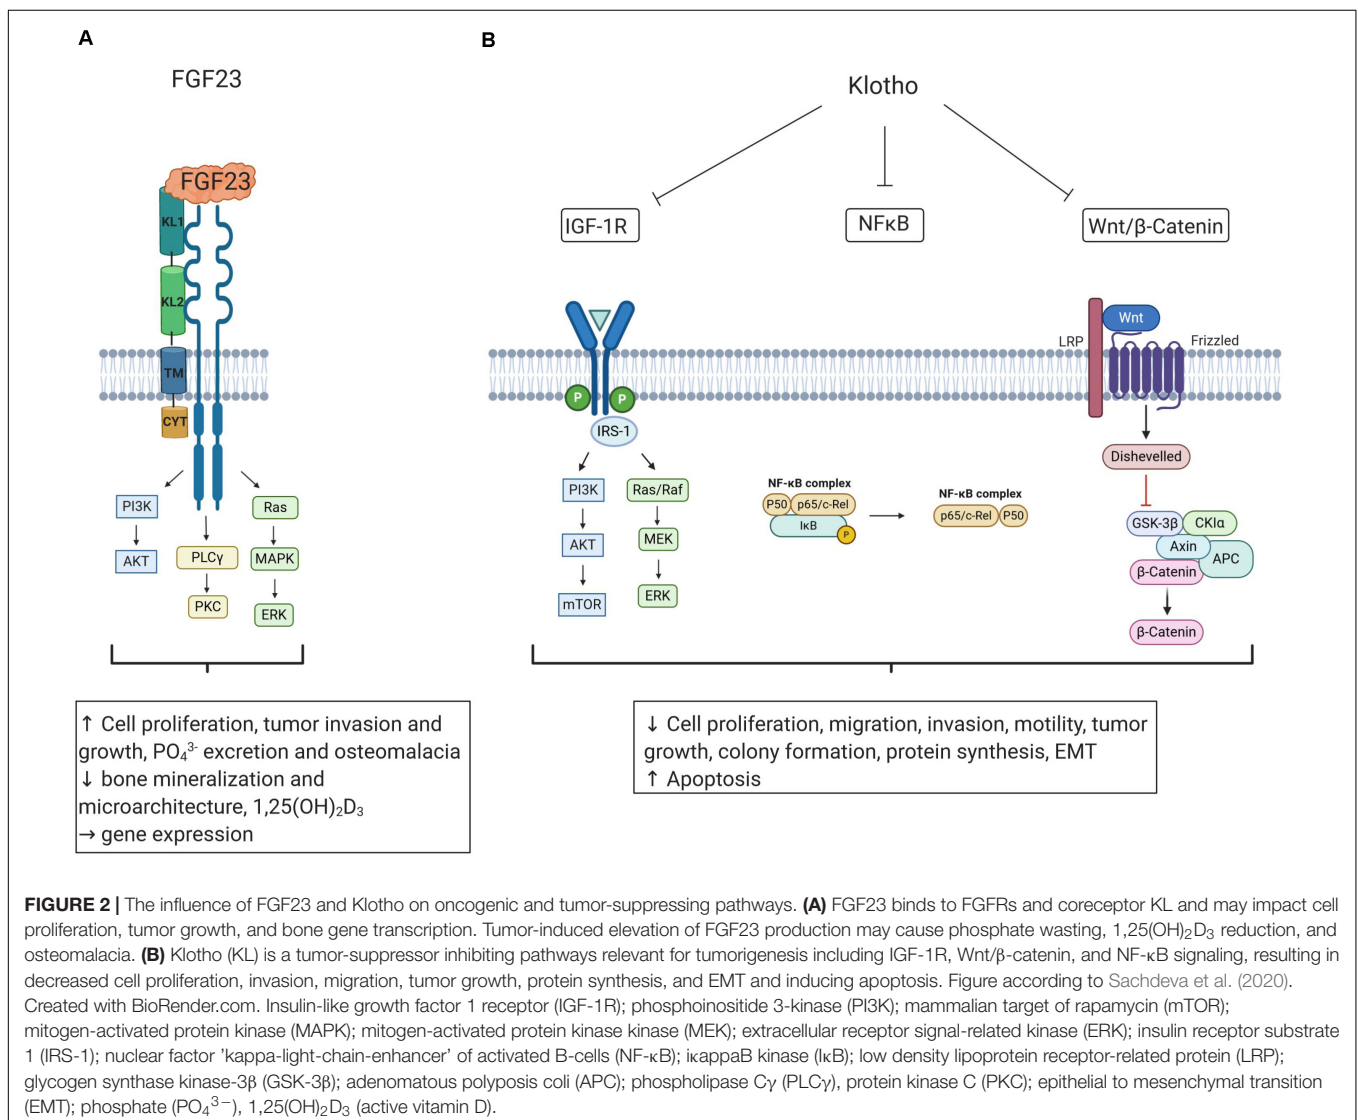 A
FGF23
FGF23
KL1
KL2
TM
CYT
PI3K
AKT
PLCγ
PKC
Ras
MAPK
ERK
↑ Cell proliferation, tumor invasion and
growth, PO₄³⁻ excretion and osteomalacia
↓ bone mineralization and
microarchitecture, 1,25(OH)₂D₃
→ gene expression
B
Klotho
IGF-1R
NFκB
Wnt/β-Catenin
P
P
IRS-1
PI3K
AKT
mTOR
Ras/Raf
MEK
ERK
NF-κB complex
P50 p65/c-Rel
IκB
P
NF-κB complex
p65/c-Rel P50
LRP
Wnt
Frizzled
Dishevelled
GSK-3β
CKIα
Axin
APC
β-Catenin
β-Catenin
↓ Cell proliferation, migration, invasion, motility, tumor
growth, colony formation, protein synthesis, EMT
↑ Apoptosis
FIGURE 2 | The influence of FGF23 and Klotho on oncogenic and tumor-suppressing pathways. (A) FGF23 binds to FGFRs and coreceptor KL and may impact cell
proliferation, tumor growth, and bone gene transcription. Tumor-induced elevation of FGF23 production may cause phosphate wasting, 1,25(OH)₂D₃ reduction, and
osteomalacia. (B) Klotho (KL) is a tumor-suppressor inhibiting pathways relevant for tumorigenesis including IGF-1R, Wnt/β-catenin, and NF-κB signaling, resulting in
decreased cell proliferation, invasion, migration, tumor growth, protein synthesis, and EMT and inducing apoptosis. Figure according to Sachdeva et al. (2020).
Created with BioRender.com. Insulin-like growth factor 1 receptor (IGF-1R); phosphoinositide 3-kinase (PI3K); mammalian target of rapamycin (mTOR);
mitogen-activated protein kinase (MAPK); mitogen-activated protein kinase kinase (MEK); extracellular receptor signal-related kinase (ERK); insulin receptor substrate
1 (IRS-1); nuclear factor 'kappa-light-chain-enhancer' of activated B-cells (NF-κB); iκappaB kinase (IκB); low density lipoprotein receptor-related protein (LRP);
glycogen synthase kinase-3β (GSK-3β); adenomatous polyposis coli (APC); phospholipase Cγ (PLCγ), protein kinase C (PKC); epithelial to mesenchymal transition
(EMT); phosphate (PO₄³⁻), 1,25(OH)₂D₃ (active vitamin D).